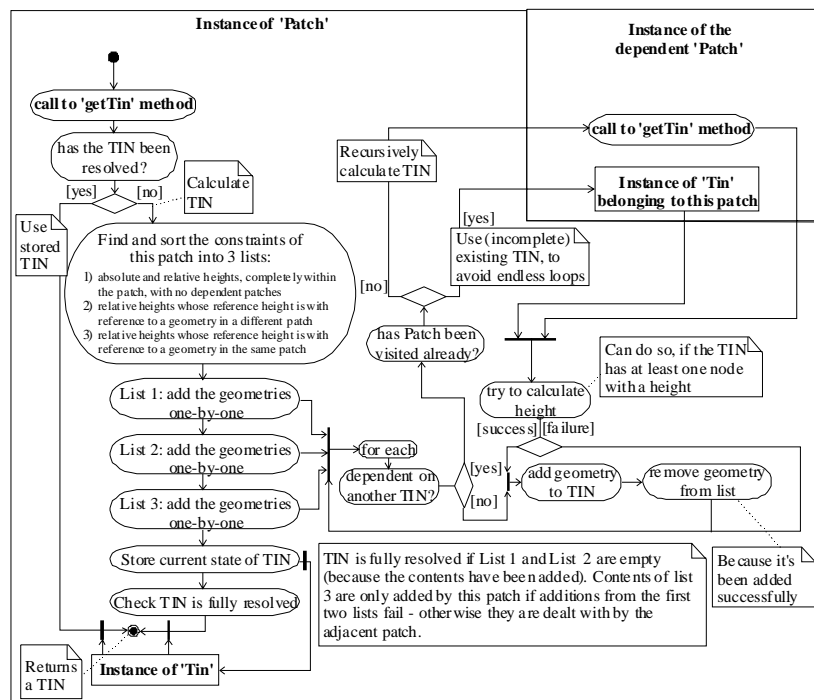 Instance of 'Patch'
Instance of the
dependent 'Patch'
call to 'getTin' method
has the TIN been
resolved?
[yes]
[no]
Calculate
TIN
Use
stored
TIN
Find and sort the constraints of
this patch into 3 lists:
1) absolute and relative heights, completely within
the patch, with no dependent patches
2) relative heights whose reference height is with
reference to a geometry in a different patch
3) relative heights whose reference height is with
reference to a geometry in the same patch
List 1: add the geometries
one-by-one
List 2: add the geometries
one-by-one
List 3: add the geometries
one-by-one
Store current state of TIN
Check TIN is fully resolved
Returns
a TIN
Instance of 'Tin'
for each
dependent on
another TIN?
[yes]
[no]
has Patch been
visited already?
[no]
[yes]
Recursively
calculate TIN
Use (incomplete)
existing TIN, to
avoid endless loops
call to 'getTin' method
Instance of 'Tin'
belonging to this patch
Can do so, if the TIN
has at least one node
with a height
try to calculate
height
[success]
[failure]
add geometry
to TIN
remove geometry
from list
Because it's
been added
successfully
TIN is fully resolved if List 1 and List 2 are empty
(because the contents have been added). Contents of list
3 are only added by this patch if additions from the first
two lists fail - otherwise they are dealt with by the
adjacent patch.